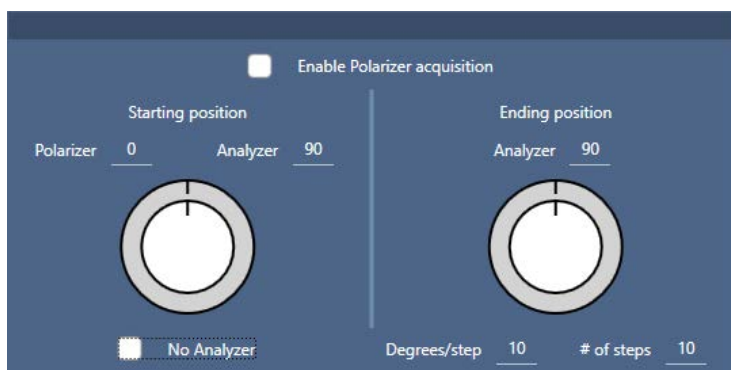 Enable Polarizer acquisition
Starting position
Polarizer 0 Analyzer 90
No Analyzer
Ending position
Analyzer 90
Degrees/step 10 # of steps 10